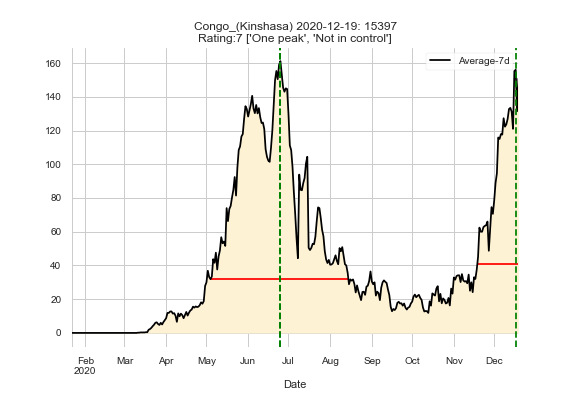 Congo_(Kinshasa) 2020-12-19: 15397
Rating:7 ['One peak', 'Not in control']
Average-7d
160
140
120
100
80
60
40
20
0
Feb
2020
Mar
Apr
May
Jun
Jul
Aug
Sep
Oct
Nov
Dec
Date